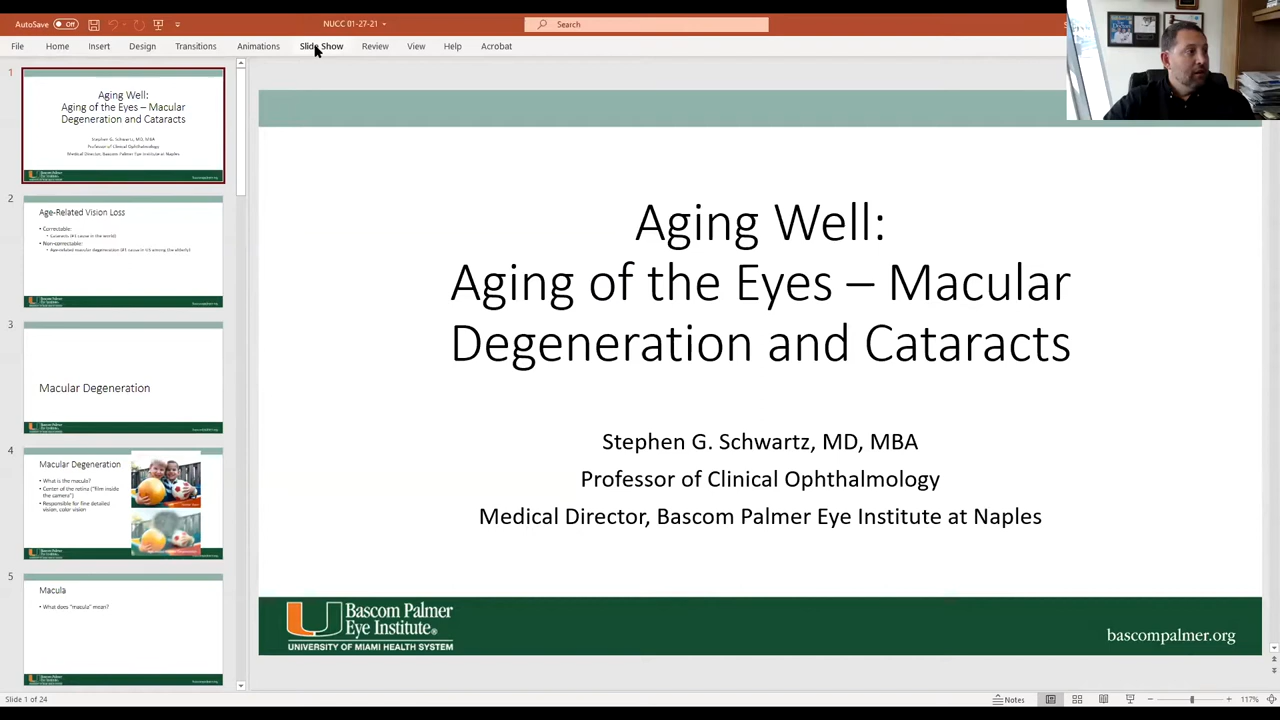 AutoSave Off
NUCC 01-27-21
Search
File Home Insert Design Transitions Animations Slide Show Review View Help Acrobat
1
Aging Well:
Aging of the Eyes – Macular
Degeneration and Cataracts
Stephen G. Schwartz, MD, MBA
Professor of Clinical Ophthalmology
Medical Director, Bascom Palmer Eye Institute at Naples
2
Age-Related Vision Loss
• Correctable:
• Cataracts (#1 cause in the world)
• Non-correctable:
• Age-related macular degeneration (#1 cause in US among the elderly)
3
Macular Degeneration
4
Macular Degeneration
• What is the macula?
• Center of the retina ("film inside
the camera")
• Responsible for fine detailed
vision, color vision
5
Macula
• What does "macula" mean?
Aging Well:
Aging of the Eyes – Macular
Degeneration and Cataracts
Stephen G. Schwartz, MD, MBA
Professor of Clinical Ophthalmology
Medical Director, Bascom Palmer Eye Institute at Naples
Bascom Palmer
Eye Institute®
UNIVERSITY OF MIAMI HEALTH SYSTEM
bascompalmer.org
Slide 1 of 24
Notes
117%